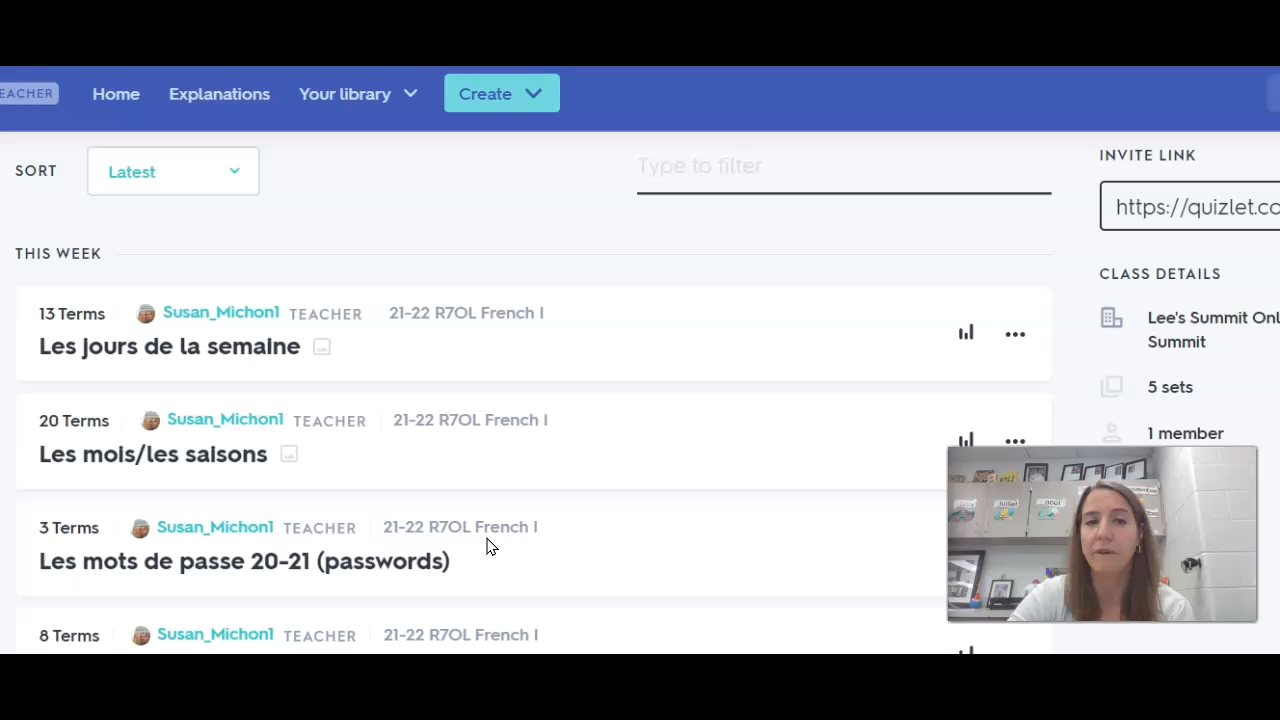 EACHER
Home
Explanations
Your library
Create
SORT
Latest
Type to filter
INVITE LINK
https://quizlet.co
THIS WEEK
CLASS DETAILS
13 Terms
Susan_Michon1 TEACHER
21-22 R7OL French I
Les jours de la semaine
Lee's Summit Onl
Summit
5 sets
20 Terms
Susan_Michon1 TEACHER
21-22 R7OL French I
Les mois/les saisons
1 member
3 Terms
Susan_Michon1 TEACHER
21-22 R7OL French I
Les mots de passe 20-21 (passwords)
8 Terms
Susan_Michon1 TEACHER
21-22 R7OL French I
juillet
août